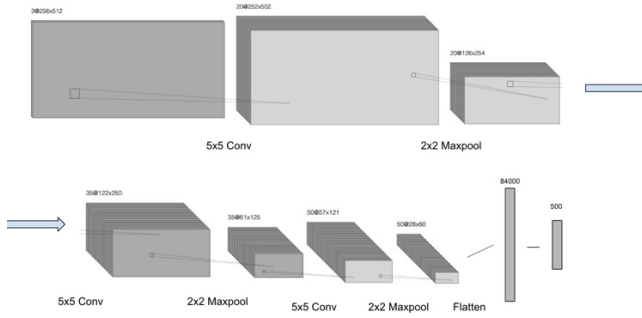 3@256x512
20@252x502
20@126x254
5x5 Conv
2x2 Maxpool
35@122x250
35@61x125
50@57x121
50@28x60
84000
500
5x5 Conv
2x2 Maxpool
5x5 Conv
2x2 Maxpool
Flatten